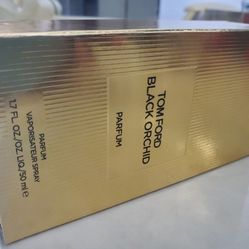 TOM FORD
BLACK ORCHID
PARFUM
PARFUM
VAPORISATEUR SPRAY
1.7 FL OZ./OZ. LIQ./50 ml e